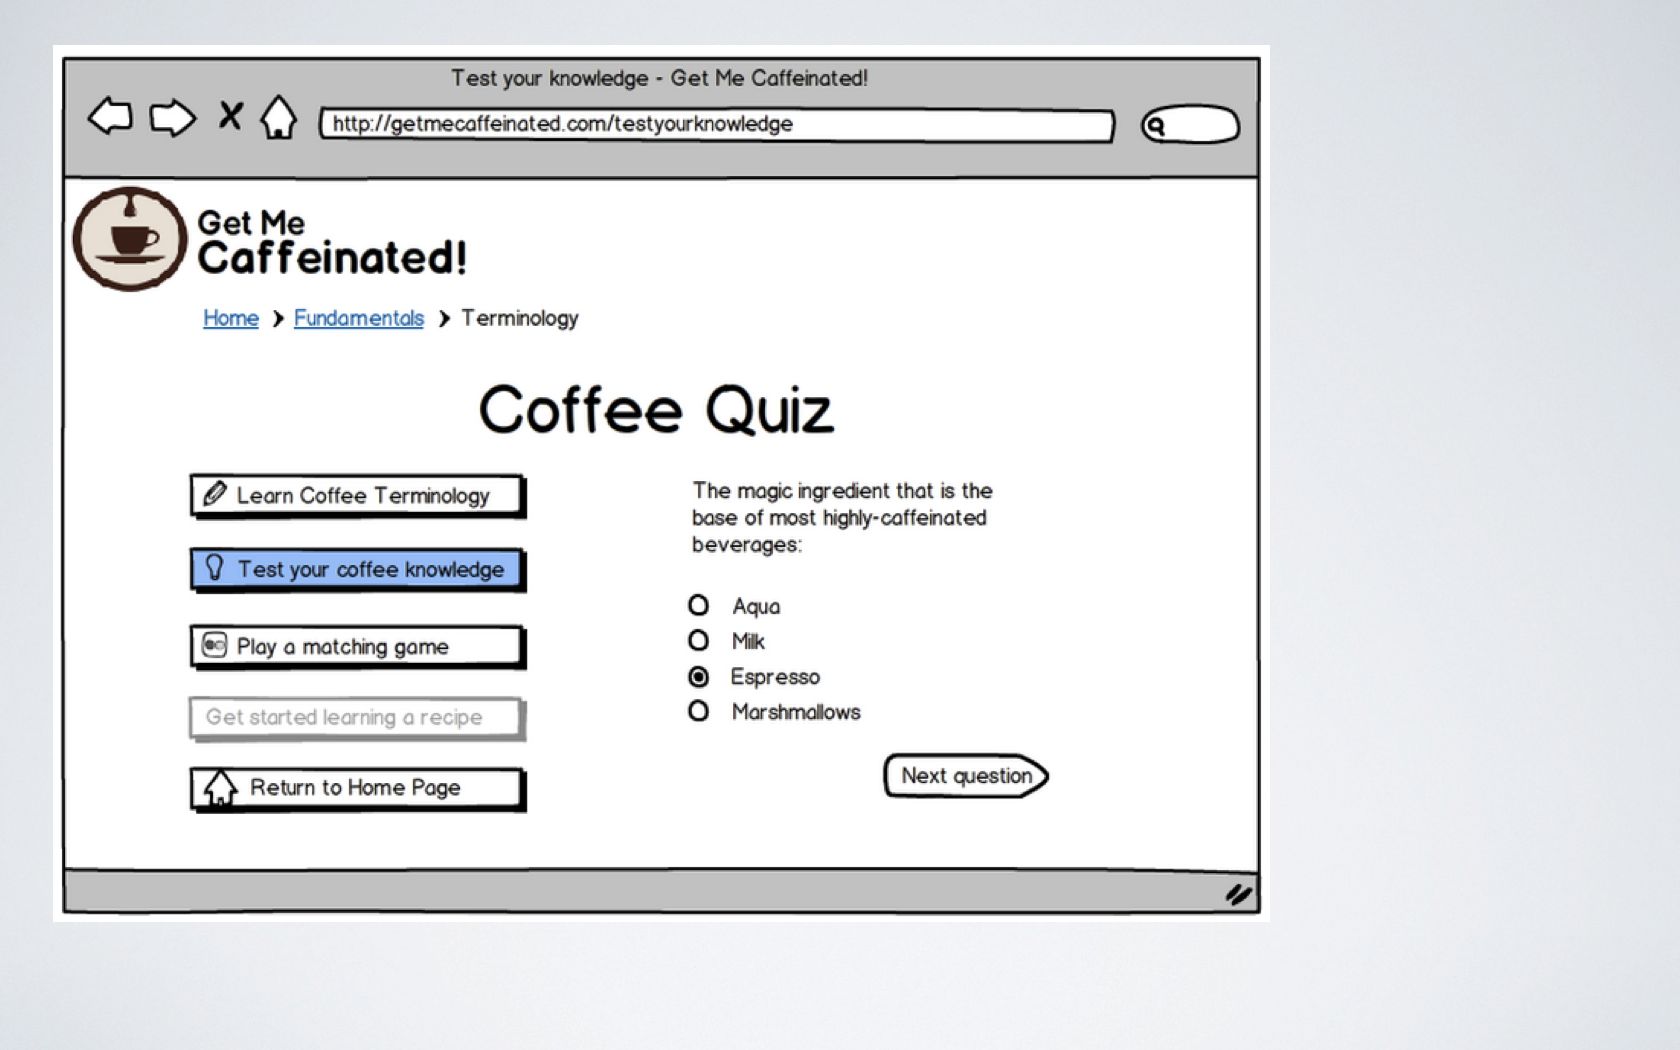 Test your knowledge - Get Me Caffeinated!
http://getmecaffeinated.com/testyourknowledge
Get Me
Caffeinated!
Home > Fundamentals > Terminology
Coffee Quiz
Learn Coffee Terminology
Test your coffee knowledge
Play a matching game
Get started learning a recipe
Return to Home Page
The magic ingredient that is the
base of most highly-caffeinated
beverages:
Aqua
Milk
Espresso
Marshmallows
Next question